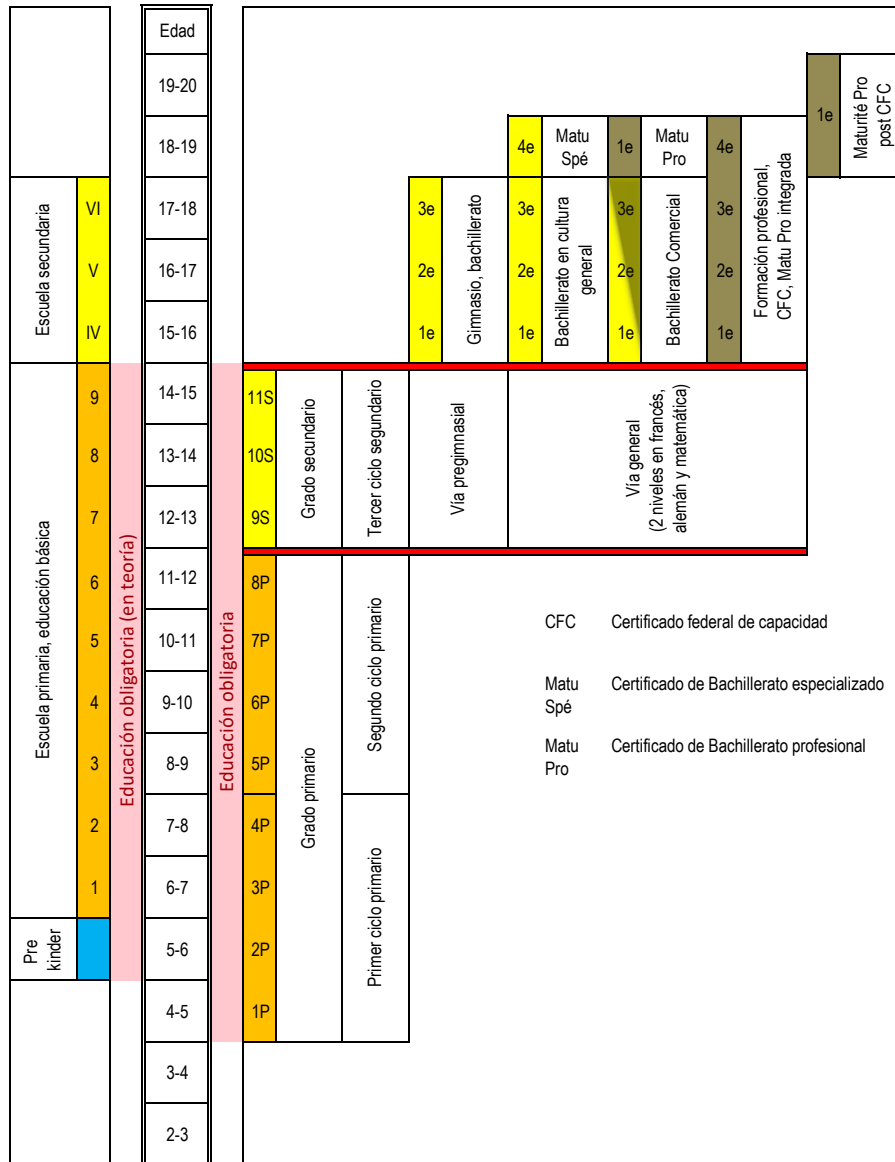 Edad
19-20
1e
Maturité Pro
post CFC
18-19
4e
Matu
Spé
1e
Matu
Pro
4e
Escuela secundaria
VI
17-18
3e
3e
3e
3e
V
16-17
2e
2e
2e
2e
IV
15-16
1e
1e
1e
1e
Gimnasio, bachillerato
Bachillerato en cultura
general
Bachillerato Comercial
Formación profesional,
CFC, Matu Pro integrada
Escuela primaria, educación básica
Educación obligatoria (en teoría)
Educación obligatoria
9
14-15
11S
8
13-14
10S
7
12-13
9S
Grado secundario
Tercer ciclo segundario
Vía pregimnasial
Vía general
(2 niveles en francés,
alemán y matemática)
6
11-12
8P
5
10-11
7P
4
9-10
6P
3
8-9
5P
2
7-8
4P
1
6-7
3P
Pre
kinder
5-6
2P
4-5
1P
Grado primario
Segundo ciclo primario
Primer ciclo primario
3-4
2-3
CFC Certificado federal de capacidad
Matu Certificado de Bachillerato especializado
Spé
Matu Certificado de Bachillerato profesional
Pro